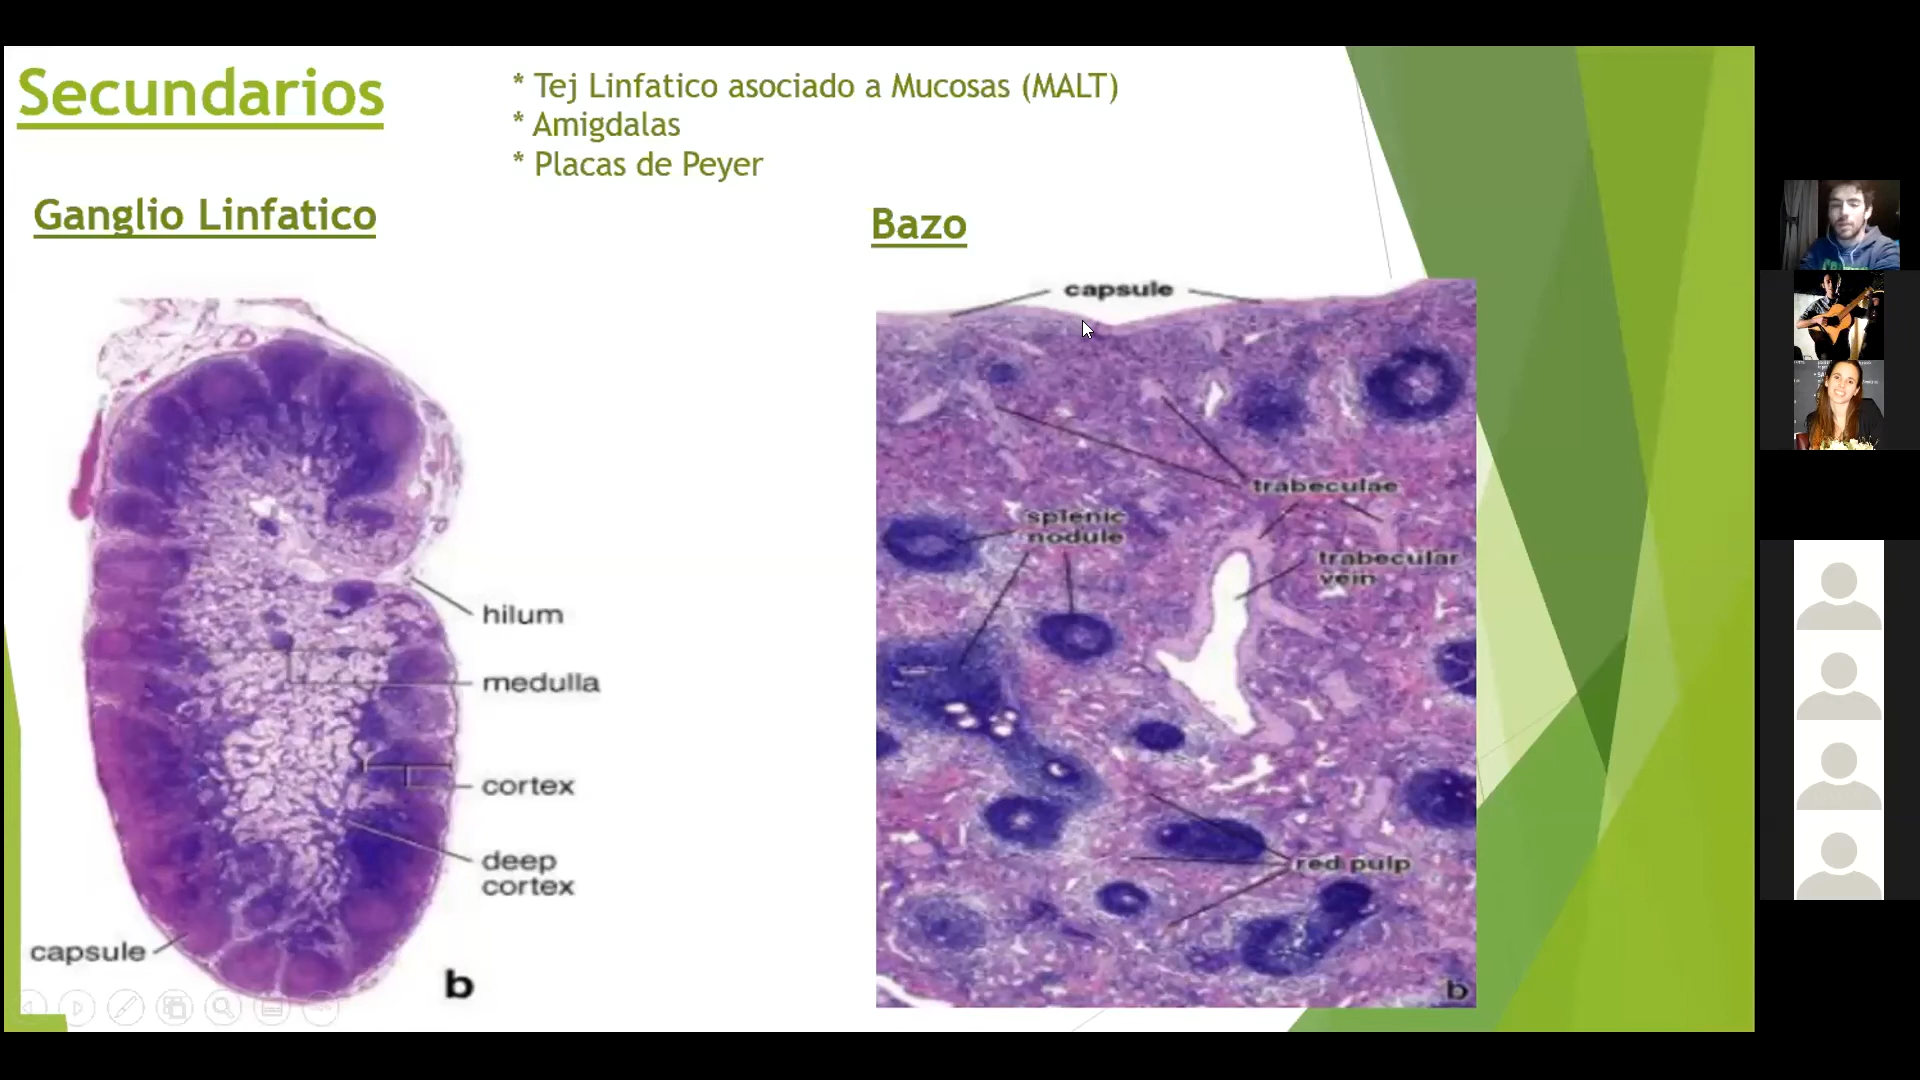 Secundarios
* Tej Linfatico asociado a Mucosas (MALT)
* Amigdalas
* Placas de Peyer
Ganglio Linfatico
hilum
medulla
cortex
deep
cortex
capsule
b
Bazo
capsule
trabeculae
splenic
nodule
trabecular
vein
red pulp
b